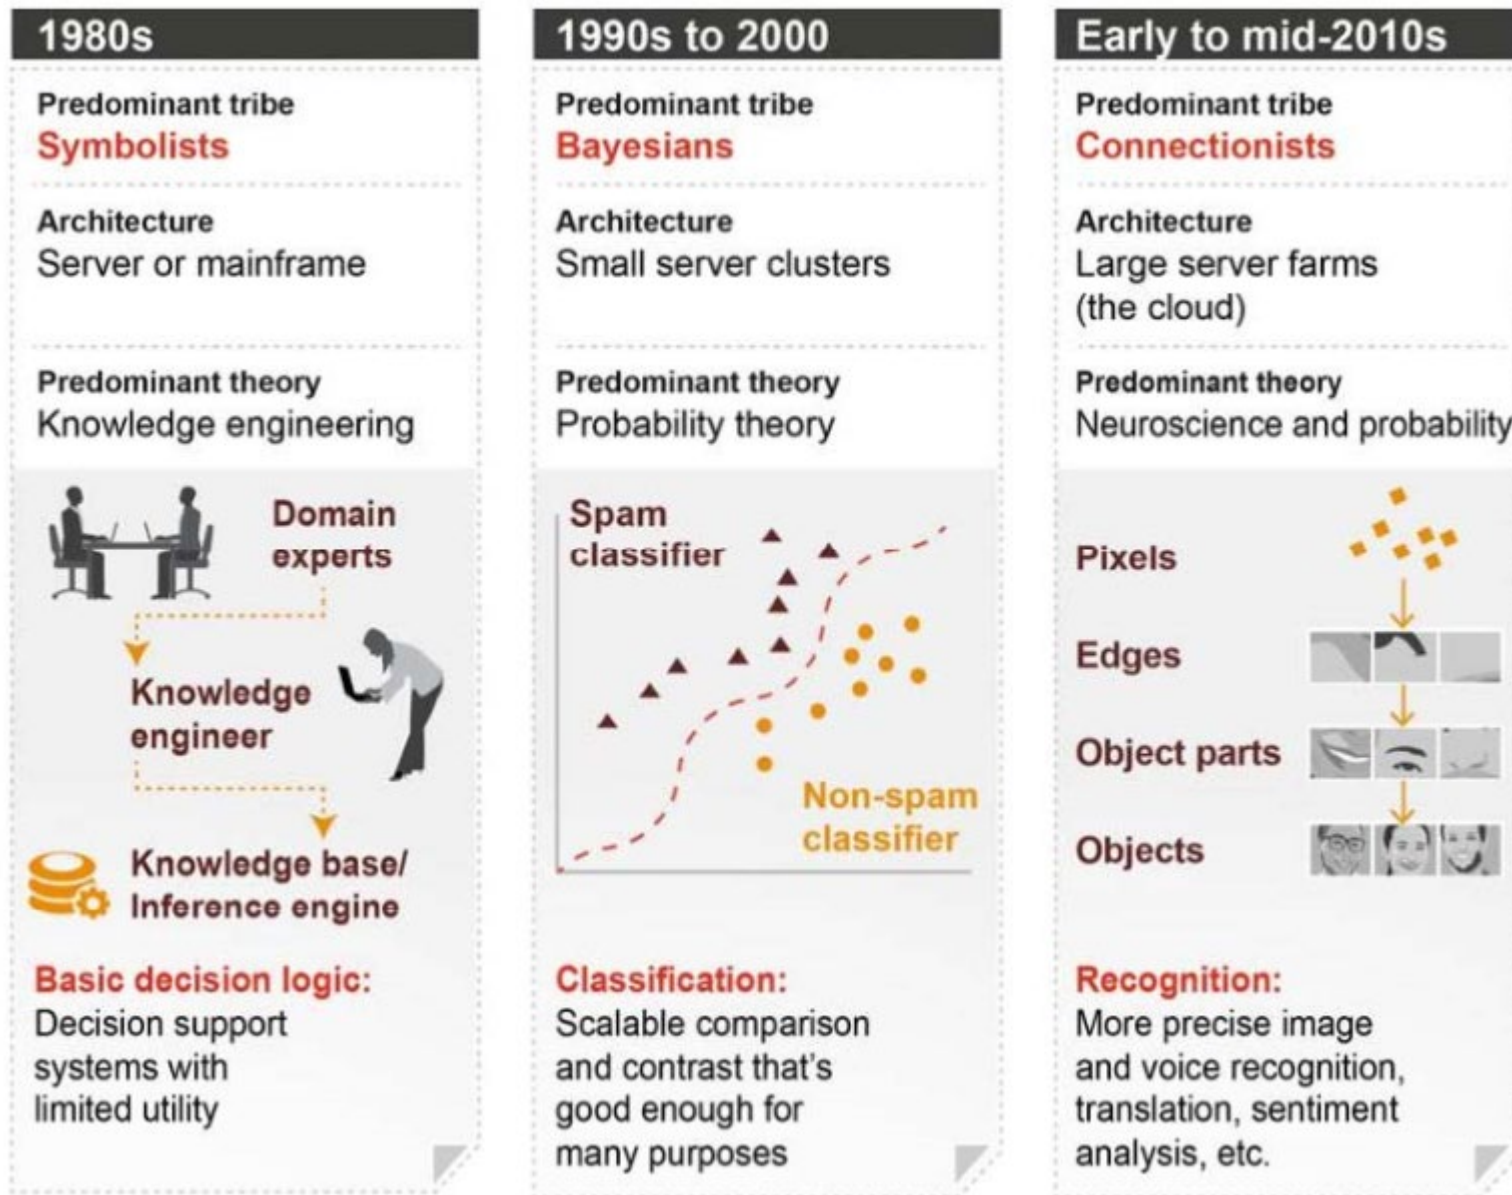 1980s
Predominant tribe
Symbolists
Architecture
Server or mainframe
Predominant theory
Knowledge engineering
Domain
experts
Knowledge
engineer
Knowledge base/
Inference engine
Basic decision logic:
Decision support
systems with
limited utility
1990s to 2000
Predominant tribe
Bayesians
Architecture
Small server clusters
Predominant theory
Probability theory
Spam
classifier
Non-spam
classifier
Classification:
Scalable comparison
and contrast that's
good enough for
many purposes
Early to mid-2010s
Predominant tribe
Connectionists
Architecture
Large server farms
(the cloud)
Predominant theory
Neuroscience and probability
Pixels
Edges
Object parts
Objects
Recognition:
More precise image
and voice recognition,
translation, sentiment
analysis, etc.